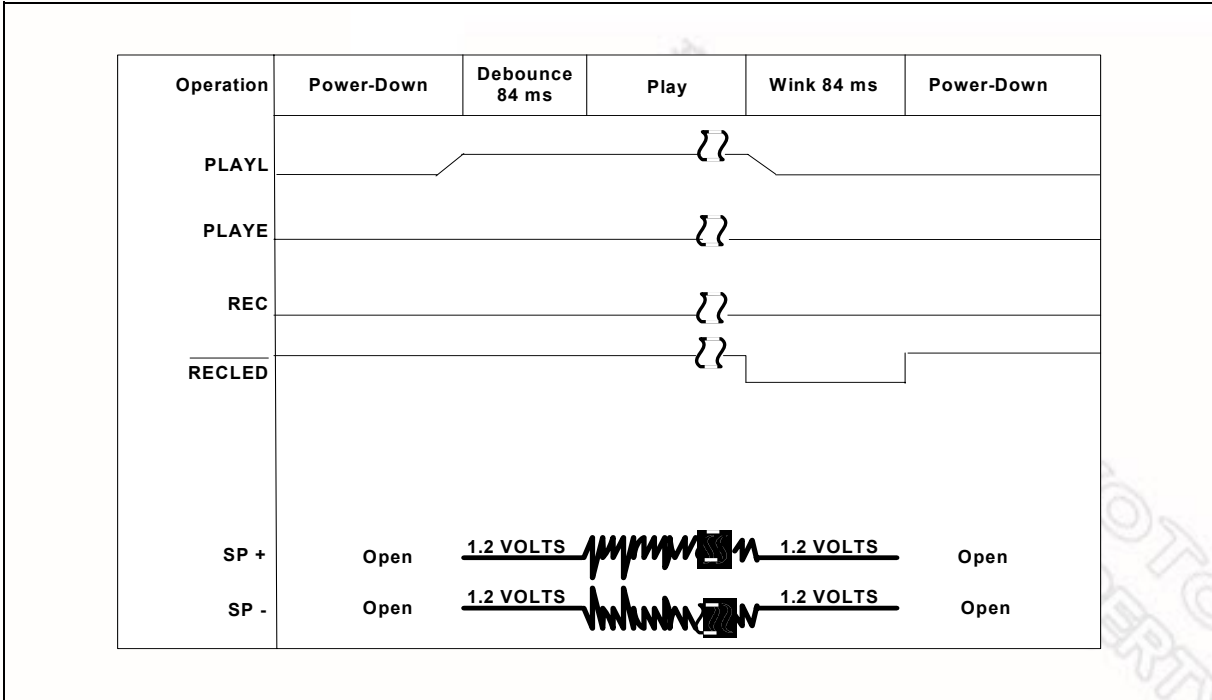 Operation Power-Down Debounce 84 ms Play Wink 84 ms Power-Down
PLAYL
PLAYE
REC
RECLED
SP + Open 1.2 VOLTS 1.2 VOLTS Open
SP - Open 1.2 VOLTS 1.2 VOLTS Open